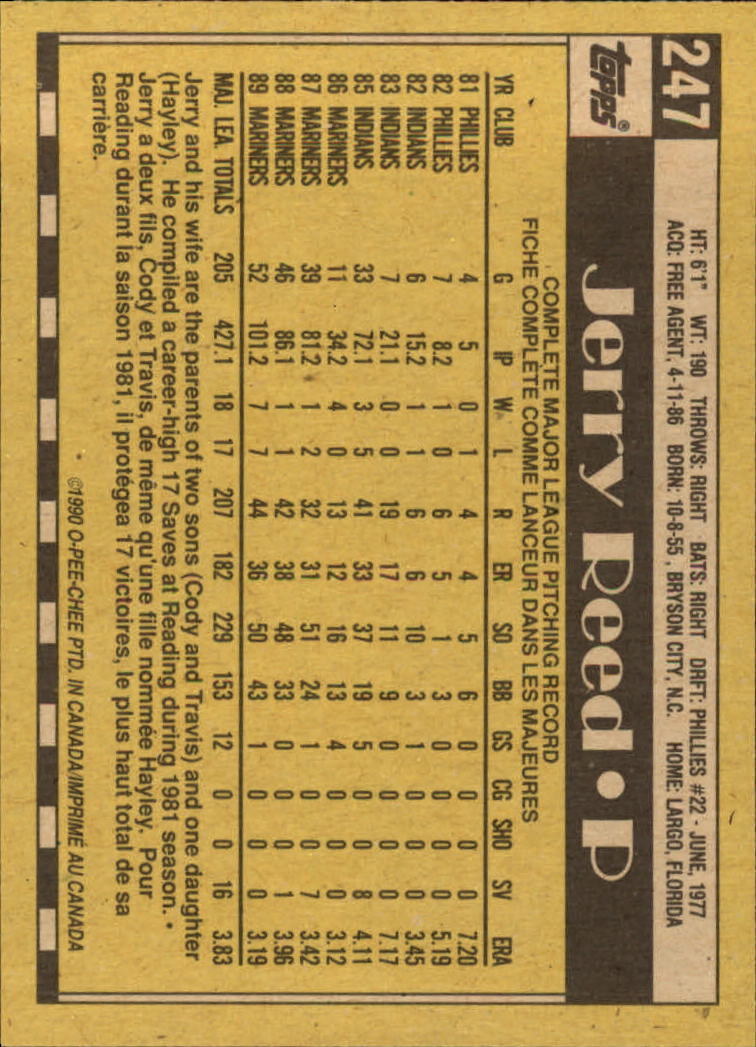 247
HT: 6'1" WT: 190 THROWS: RIGHT BATS: RIGHT DRFT: PHILLIES #22 - JUNE, 1977
ACQ: FREE AGENT, 4-11-86 BORN: 10-8-55, BRYSON CITY, N.C. HOME: LARGO, FLORIDA
topps®
Jerry Reed • P
COMPLETE MAJOR LEAGUE PITCHING RECORD
FICHE COMPLÈTE COMME LANCEUR DANS LES MAJEURES
YR CLUB G IP W L R ER SO BB GS CG SHO SV ERA
81 PHILLIES 4 5 0 1 4 4 5 6 0 0 0 0 7.20
82 PHILLIES 7 8.2 1 0 6 5 1 3 0 0 0 0 5.19
82 INDIANS 6 15.2 1 1 6 6 10 3 1 0 0 0 3.45
83 INDIANS 7 21.1 0 0 19 17 11 9 0 0 0 0 7.17
85 INDIANS 33 72.1 3 5 41 33 37 19 5 0 0 8 4.11
86 MARINERS 11 34.2 4 0 13 12 16 13 4 0 0 0 3.12
87 MARINERS 39 81.2 1 2 32 31 51 24 1 0 0 7 3.42
88 MARINERS 46 86.1 1 1 42 38 48 33 0 0 0 1 3.96
89 MARINERS 52 101.2 7 7 44 36 50 43 1 0 0 0 3.19
MAJ. LEA. TOTALS 205 427.1 18 17 207 182 229 153 12 0 0 16 3.83
Jerry and his wife are the parents of two sons (Cody and Travis) and one daughter
(Hayley). He compiled a career-high 17 Saves at Reading during 1981 season. •
Jerry a deux fils, Cody et Travis, de même qu'une fille nommée Hayley. Pour
Reading durant la saison 1981, il protégea 17 victoires, le plus haut total de sa
carrière.
©1990 O-PEE-CHEE PTD. IN CANADA/IMPRIMÉ AU CANADA